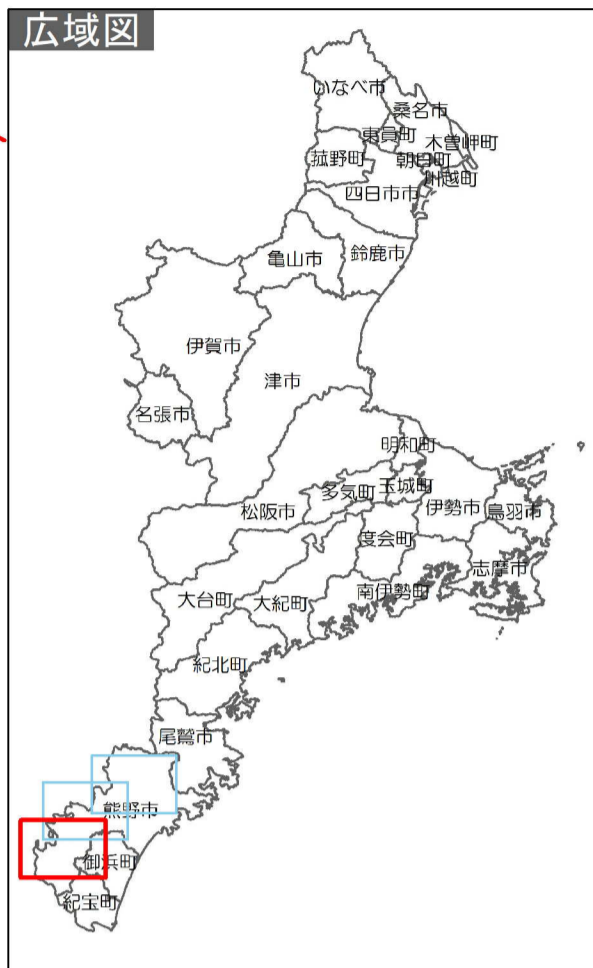 広域図
いなべ市
桑名市
東員町
木曽岬町
菰野町
朝日町
川越町
四日市市
亀山市
鈴鹿市
伊賀市
津市
名張市
明和町
多気町
玉城町
松阪市
伊勢市
鳥羽市
度会町
志摩市
大台町
大紀町
南伊勢町
紀北町
尾鷲市
熊野市
御浜町
紀宝町